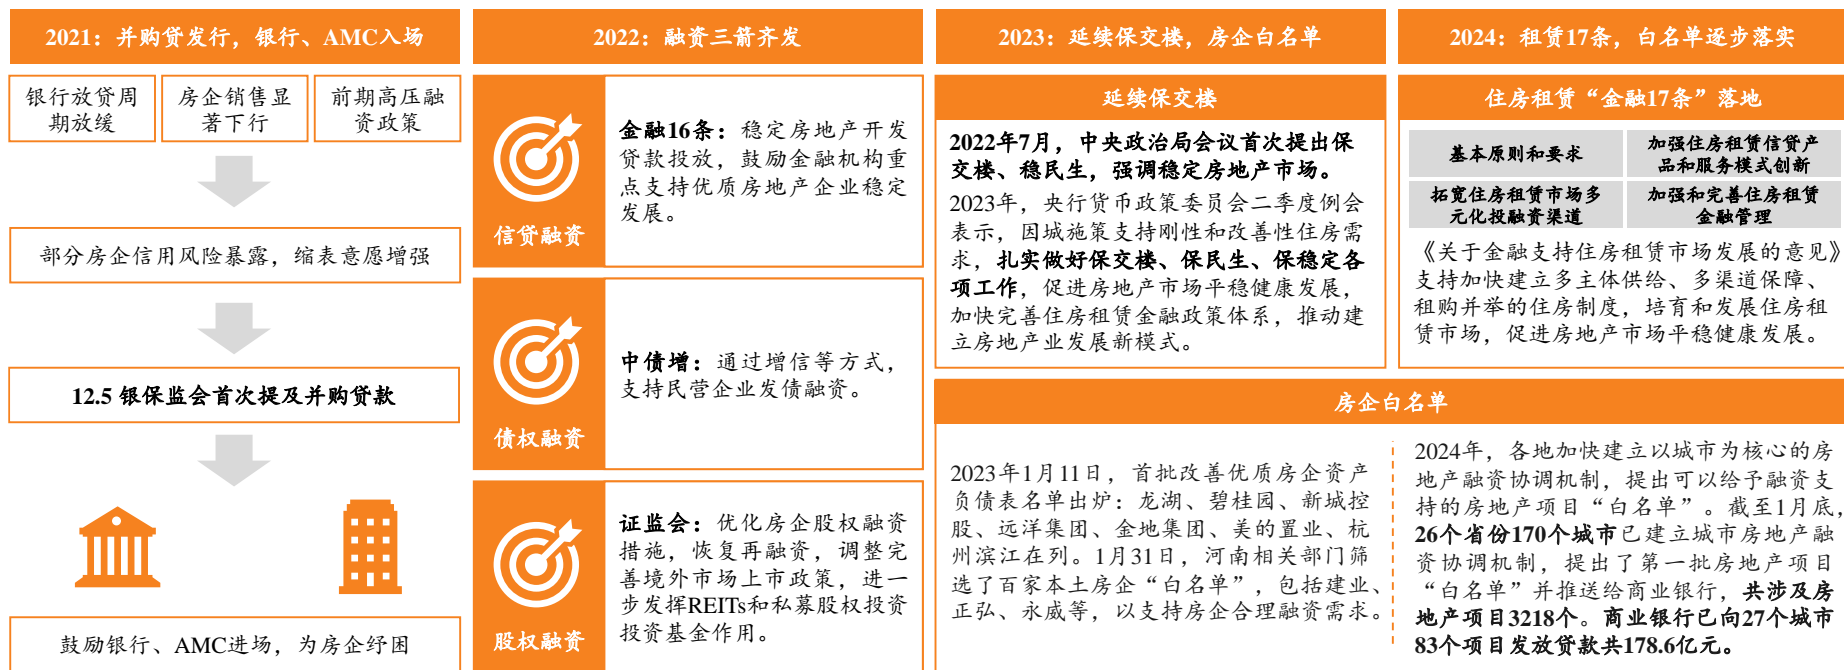 2021：并购贷发行，银行、AMC入场
银行放贷周
期放缓
房企销售显
著下行
前期高压融
资政策
部分房企信用风险暴露，缩表意愿增强
12.5 银保监会首次提及并购贷款
鼓励银行、AMC进场，为房企纾困
2022：融资三箭齐发
信贷融资
金融16条：稳定房地产开发
贷款投放，鼓励金融机构重
点支持优质房地产企业稳定
发展。
债权融资
中债增：通过增信等方式，
支持民营企业发债融资。
股权融资
证监会：优化房企股权融资
措施，恢复再融资，调整完
善境外市场上市政策，进一
步发挥REITs和私募股权投资
投资基金作用。
2023：延续保交楼，房企白名单
延续保交楼
2022年7月，中央政治局会议首次提出保
交楼、稳民生，强调稳定房地产市场。
2023年，央行货币政策委员会二季度例会
表示，因城施策支持刚性和改善性住房需
求，扎实做好保交楼、保民生、保稳定各
项工作，促进房地产市场平稳健康发展，
加快完善住房租赁金融政策体系，推动建
立房地产业发展新模式。
2024：租赁17条，白名单逐步落实
住房租赁“金融17条”落地
基本原则和要求
加强住房租赁信贷产
品和服务模式创新
拓宽住房租赁市场多
元化投融资渠道
加强和完善住房租赁
金融管理
《关于金融支持住房租赁市场发展的意见》
支持加快建立多主体供给、多渠道保障、
租购并举的住房制度，培育和发展住房租
赁市场，促进房地产市场平稳健康发展。
房企白名单
2023年1月11日，首批改善优质房企资产
负债表名单出炉：龙湖、碧桂园、新城控
股、远洋集团、金地集团、美的置业、杭
州滨江在列。1月31日，河南相关部门筛
选了百家本土房企“白名单”，包括建业、
正弘、永威等，以支持房企合理融资需求。
2024年，各地加快建立以城市为核心的房
地产融资协调机制，提出可以给予融资支
持的房地产项目“白名单”。截至1月底，
26个省份170个城市已建立城市房地产融
资协调机制，提出了第一批房地产项目
“白名单”并推送给商业银行，共涉及房
地产项目3218个。商业银行已向27个城市
83个项目发放贷款共178.6亿元。